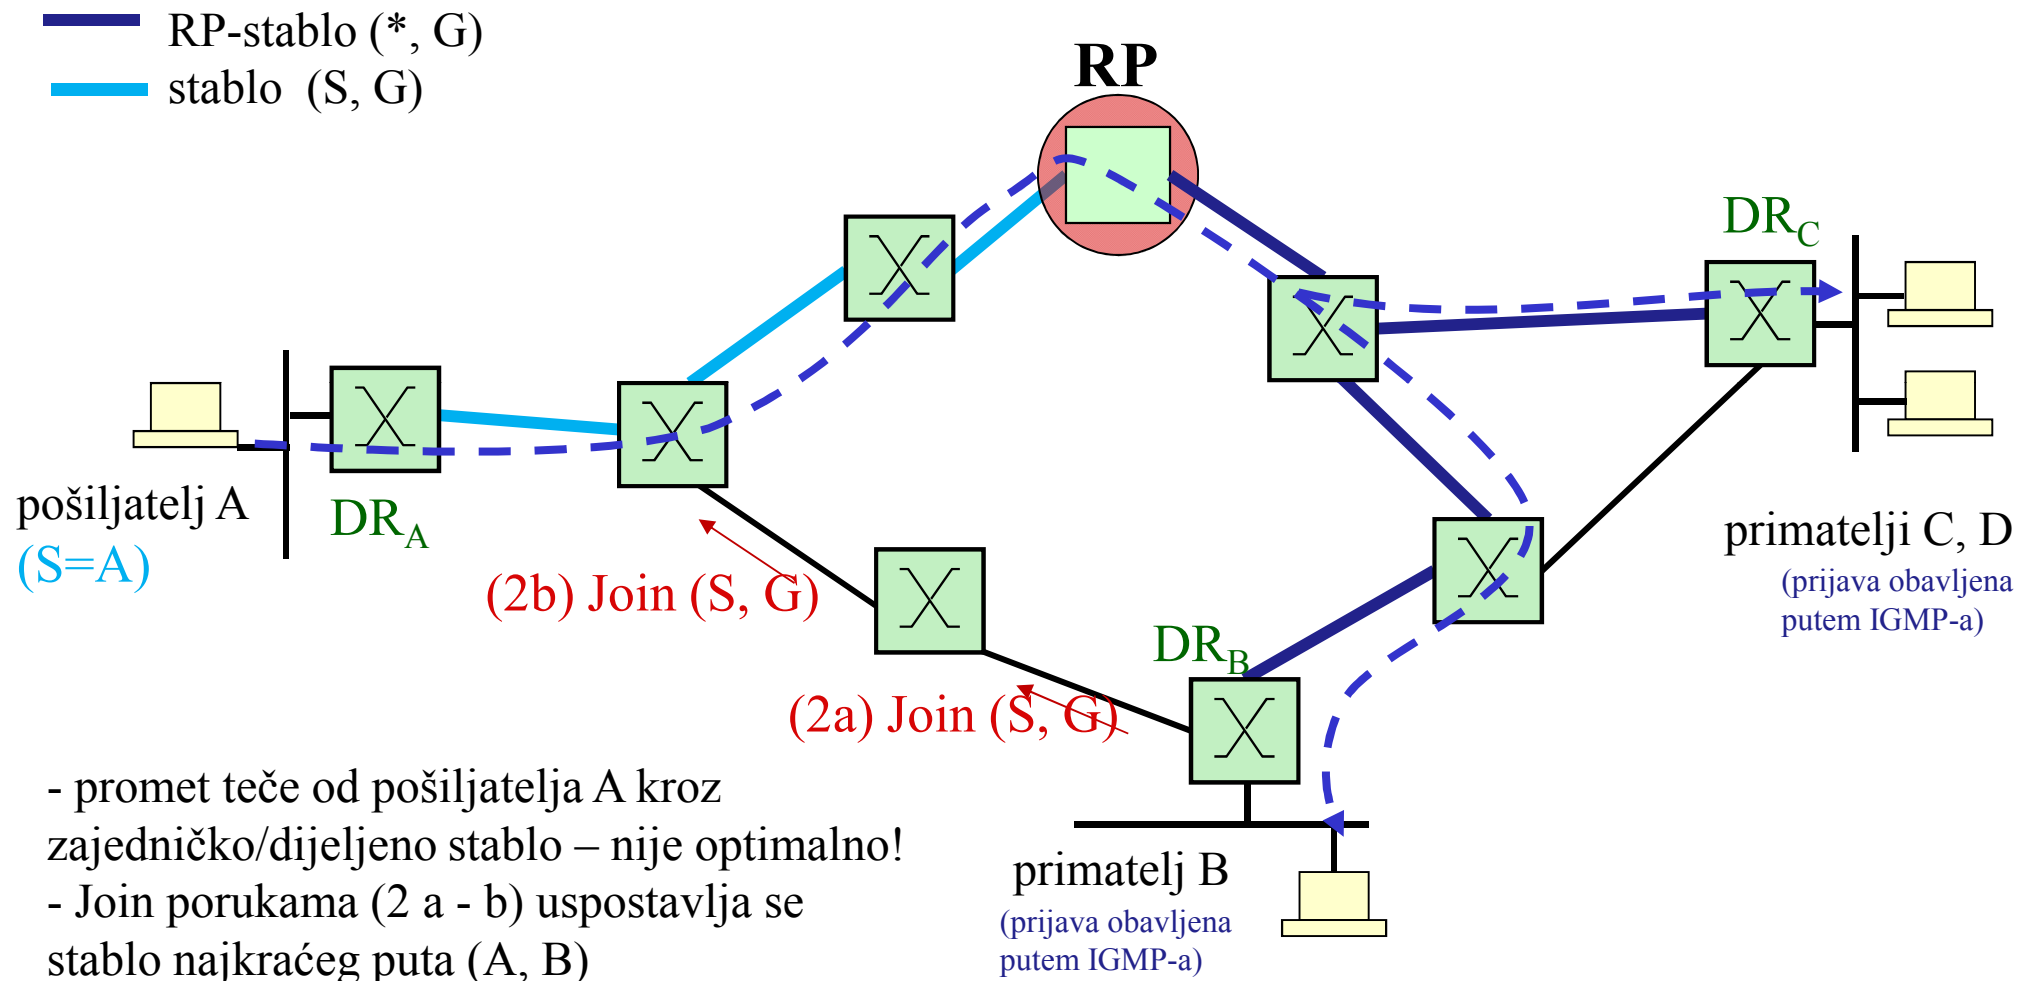 RP-stablo (*, G)
stablo (S, G)
RP
DRC
pošiljatelj A
(S=A)
DRA
primatelji C, D
(prijava obavljena
putem IGMP-a)
(2b) Join (S, G)
DRB
(2a) Join (S, G)
- promet teče od pošiljatelja A kroz
zajedničko/dijeljeno stablo – nije optimalno!
- Join porukama (2 a - b) uspostavlja se
stablo najkraćeg puta (A, B)
primatelj B
(prijava obavljena
putem IGMP-a)